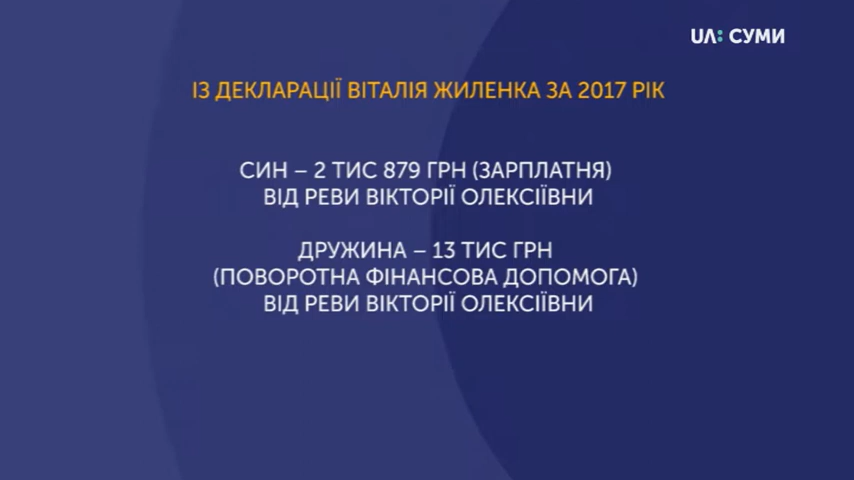 UA: СУМИ
ІЗ ДЕКЛАРАЦІЇ ВІТАЛІЯ ЖИЛЕНКА ЗА 2017 РІК
СИН – 2 ТИС 879 ГРН (ЗАРПЛАТНЯ)
ВІД РЕВИ ВІКТОРІЇ ОЛЕКСІЇВНИ
ДРУЖИНА – 13 ТИС ГРН
(ПОВОРОТНА ФІНАНСОВА ДОПОМОГА)
ВІД РЕВИ ВІКТОРІЇ ОЛЕКСІЇВНИ